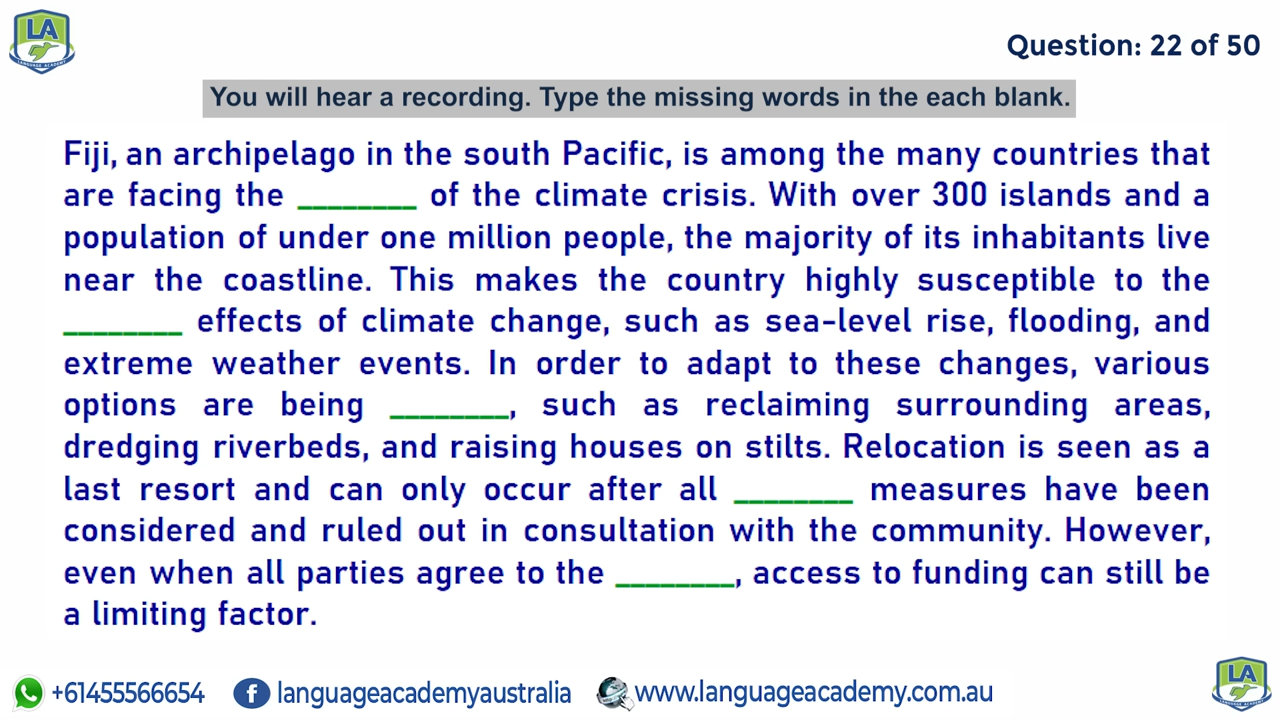 LA
LANGUAGE ACADEMY
Question: 22 of 50
You will hear a recording. Type the missing words in the each blank.
Fiji, an archipelago in the south Pacific, is among the many countries that
are facing the ________ of the climate crisis. With over 300 islands and a
population of under one million people, the majority of its inhabitants live
near the coastline. This makes the country highly susceptible to the
________ effects of climate change, such as sea-level rise, flooding, and
extreme weather events. In order to adapt to these changes, various
options are being ________, such as reclaiming surrounding areas,
dredging riverbeds, and raising houses on stilts. Relocation is seen as a
last resort and can only occur after all ________ measures have been
considered and ruled out in consultation with the community. However,
even when all parties agree to the ________, access to funding can still be
a limiting factor.
+61455566654 languageacademyaustralia www.languageacademy.com.au
LA
LANGUAGE ACADEMY